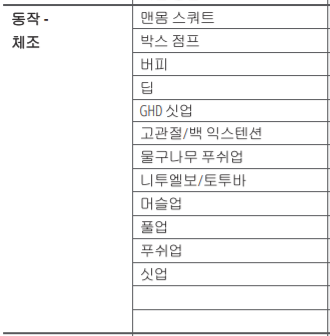 동작 -
체조
맨몸 스쿼트
박스 점프
버피
딥
GHD 싯업
고관절/백 익스텐션
물구나무 푸쉬업
니투엘보/토투바
머슬업
풀업
푸쉬업
싯업